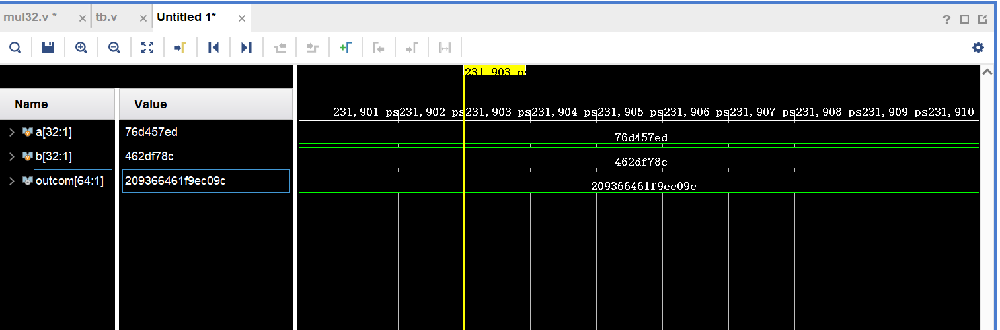 mul32.v * × tb.v × Untitled 1* × ?
231,903 ps
Name Value
231,901 ps 231,902 ps 231,903 ps 231,904 ps 231,905 ps 231,906 ps 231,907 ps 231,908 ps 231,909 ps 231,910
a[32:1] 76d457ed 76d457ed
b[32:1] 462df78c 462df78c
outcom[64:1] 209366461f9ec09c 209366461f9ec09c